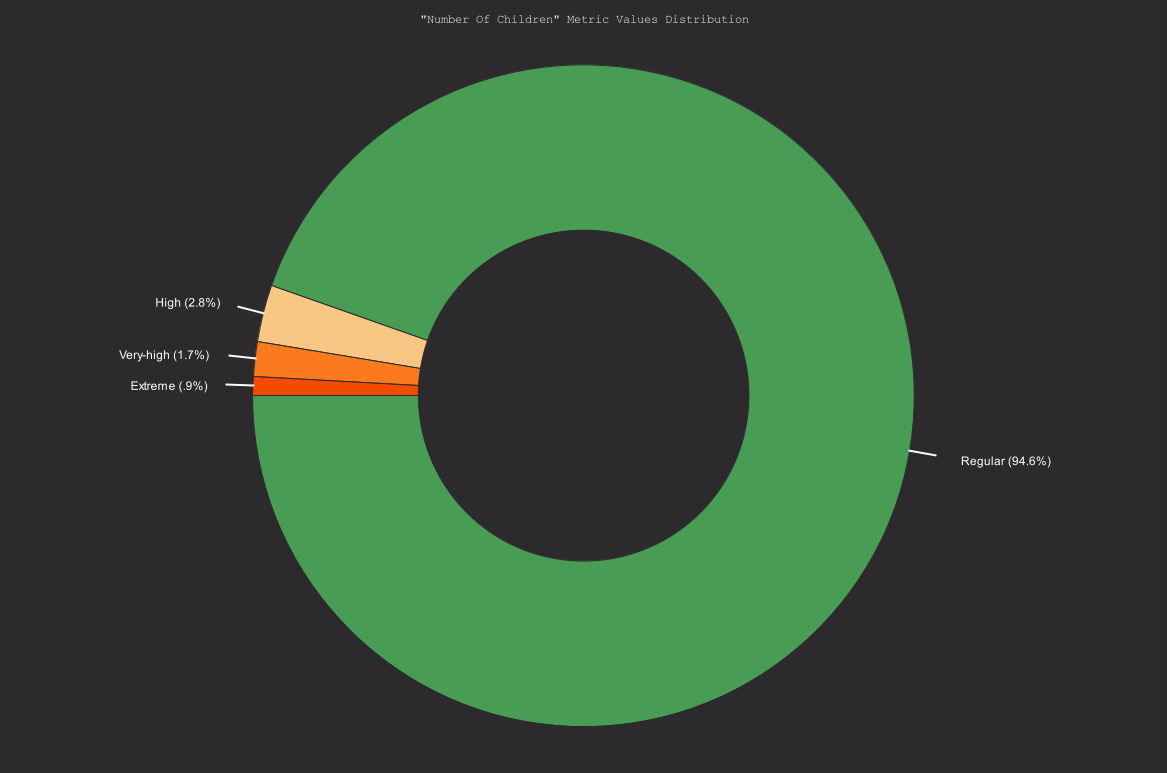 "Number Of Children" Metric Values Distribution
High (2.8%)
Very-high (1.7%)
Extreme (.9%)
Regular (94.6%)